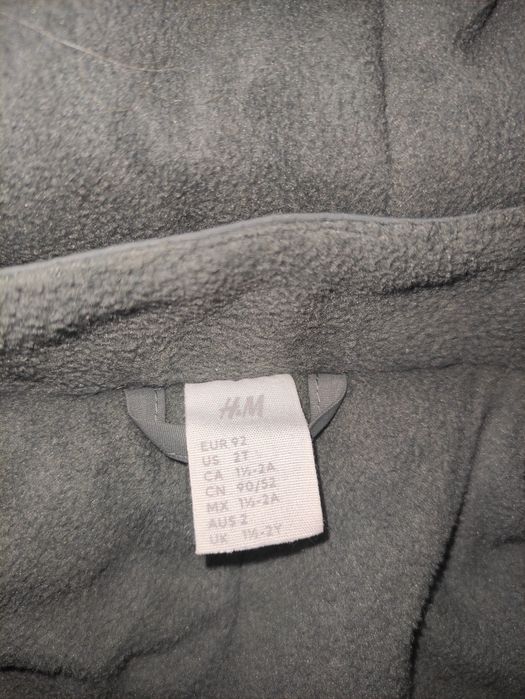 H&M
EUR 92
US 2T
CA 1½-2A
CN 90/52
MX 1½-2A
AUS 2
UK 1½-2Y